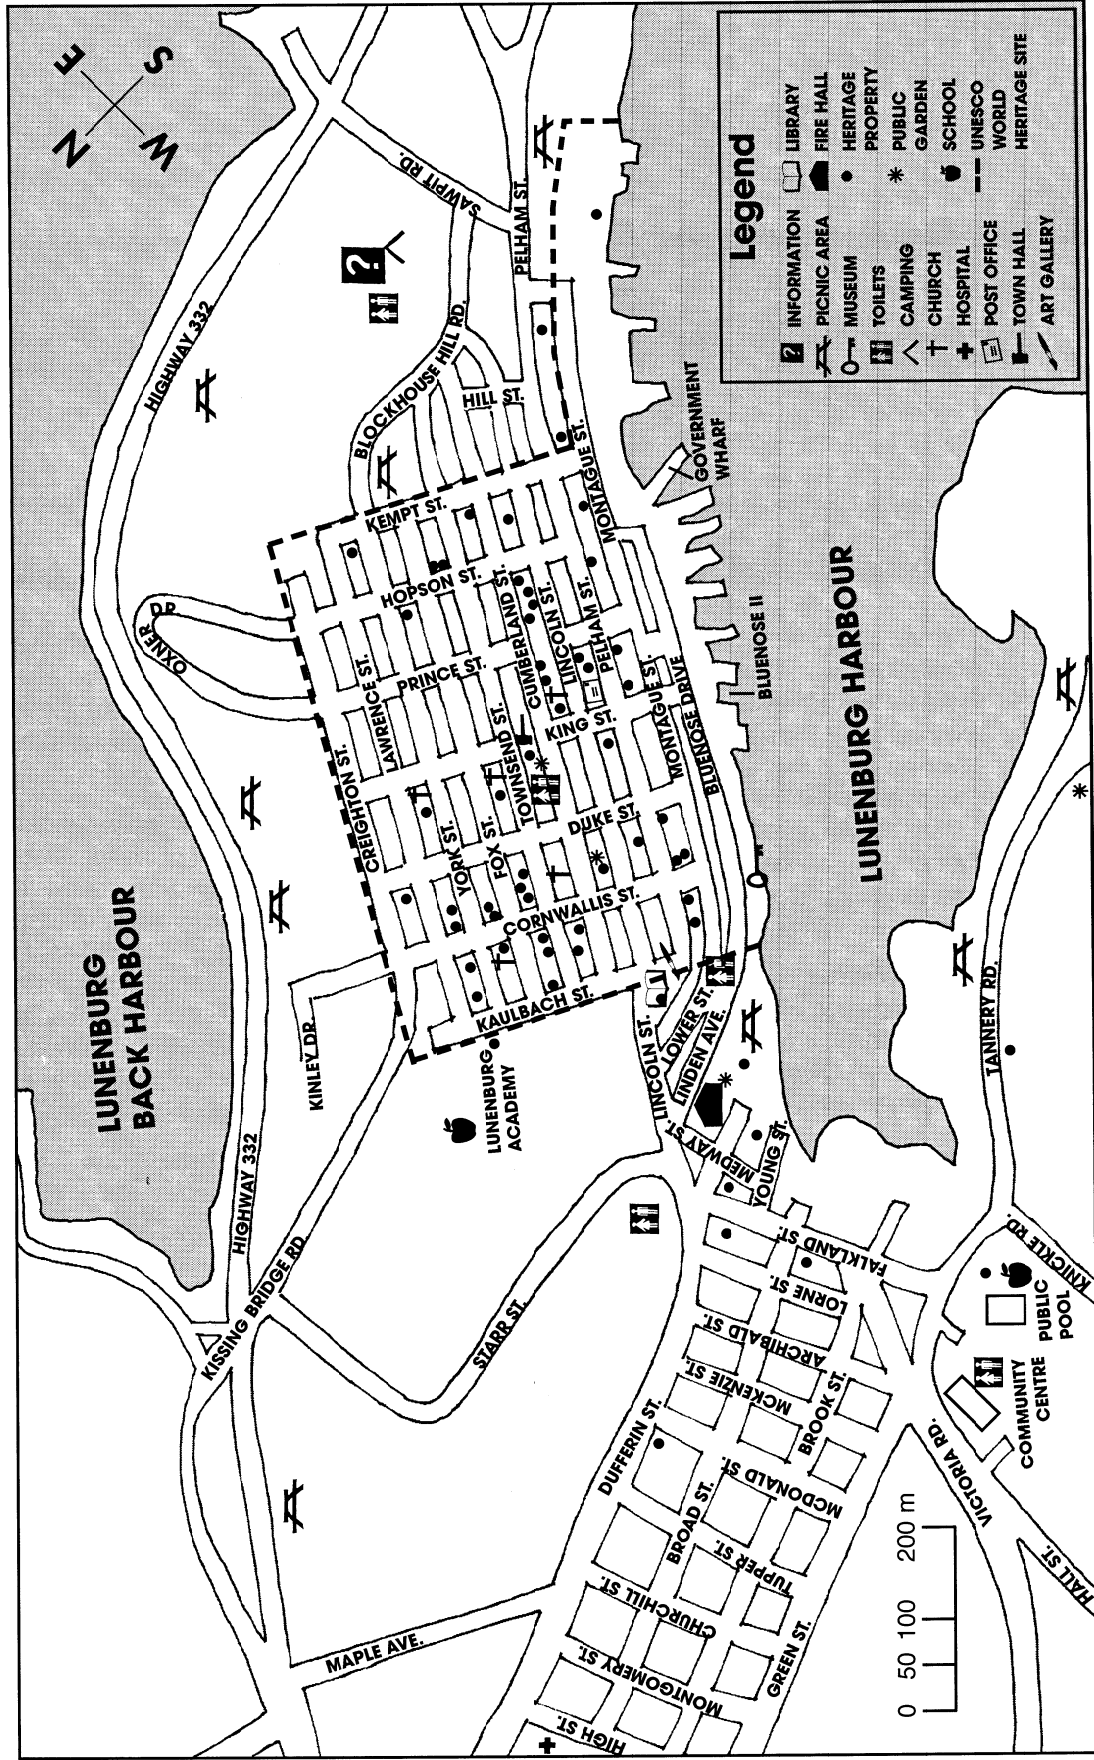 LUNENBURG
BACK HARBOUR
LUNENBURG HARBOUR
N
E
S
W
HIGHWAY 332
HIGHWAY 332
SAWPIT RD.
PELHAM ST.
BLOCKHOUSE HILL RD.
HILL ST.
KEMPT ST.
HOPSON ST.
PRINCE ST.
KING ST.
DUKE ST.
CORNWALLIS ST.
KAULBACH ST.
OXNER DR.
CREIGHTON ST.
LAWRENCE ST.
YORK ST.
FOX ST.
TOWNSEND ST.
CUMBERLAND ST.
LINCOLN ST.
PELHAM ST.
MONTAGUE ST.
MONTAGUE ST.
BLUENOSE DRIVE
GOVERNMENT
WHARF
BLUENOSE II
KINLEY DR.
LUNENBURG
ACADEMY
LINCOLN ST.
LOWER ST.
LINDEN AVE.
MEDWAY ST.
YOUNG ST.
FALKLAND ST.
LORNE ST.
ARCHIBALD ST.
MCKENZIE ST.
MCDONALD ST.
TUPPER ST.
CHURCHILL ST.
MONTGOMERY ST.
HIGH ST.
DUFFERIN ST.
BROAD ST.
BROOK ST.
GREEN ST.
KISSING BRIDGE RD.
STARR ST.
MAPLE AVE.
TANNERY RD.
KNICKLE RD.
PUBLIC
POOL
COMMUNITY
CENTRE
VICTORIA RD.
HALL ST.
0 50 100 200 m
Legend
? INFORMATION
PICNIC AREA
MUSEUM
TOILETS
CAMPING
CHURCH
HOSPITAL
POST OFFICE
TOWN HALL
ART GALLERY
LIBRARY
FIRE HALL
HERITAGE
PROPERTY
PUBLIC
GARDEN
SCHOOL
UNESCO
WORLD
HERITAGE SITE
?